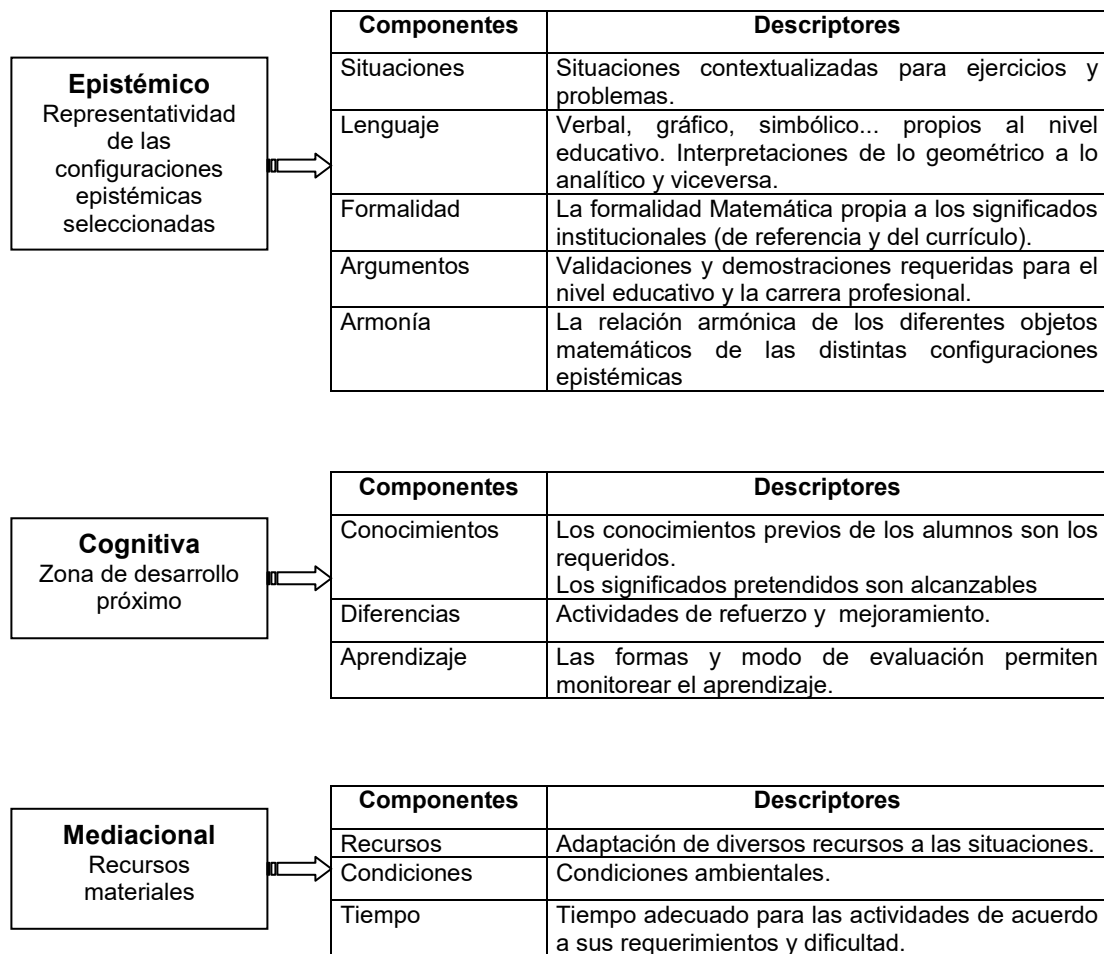 Componentes Descriptores
Epistémico
Representatividad
de las
configuraciones
epistémicas
seleccionadas
Situaciones Situaciones contextualizadas para ejercicios y
problemas.
Lenguaje Verbal, gráfico, simbólico... propios al nivel
educativo. Interpretaciones de lo geométrico a lo
analítico y viceversa.
Formalidad La formalidad Matemática propia a los significados
institucionales (de referencia y del currículo).
Argumentos Validaciones y demostraciones requeridas para el
nivel educativo y la carrera profesional.
Armonía La relación armónica de los diferentes objetos
matemáticos de las distintas configuraciones
epistémicas
Componentes Descriptores
Cognitiva
Zona de desarrollo
próximo
Conocimientos Los conocimientos previos de los alumnos son los
requeridos.
Los significados pretendidos son alcanzables
Diferencias Actividades de refuerzo y mejoramiento.
Aprendizaje Las formas y modo de evaluación permiten
monitorear el aprendizaje.
Componentes Descriptores
Mediacional
Recursos
materiales
Recursos Adaptación de diversos recursos a las situaciones.
Condiciones Condiciones ambientales.
Tiempo Tiempo adecuado para las actividades de acuerdo
a sus requerimientos y dificultad.